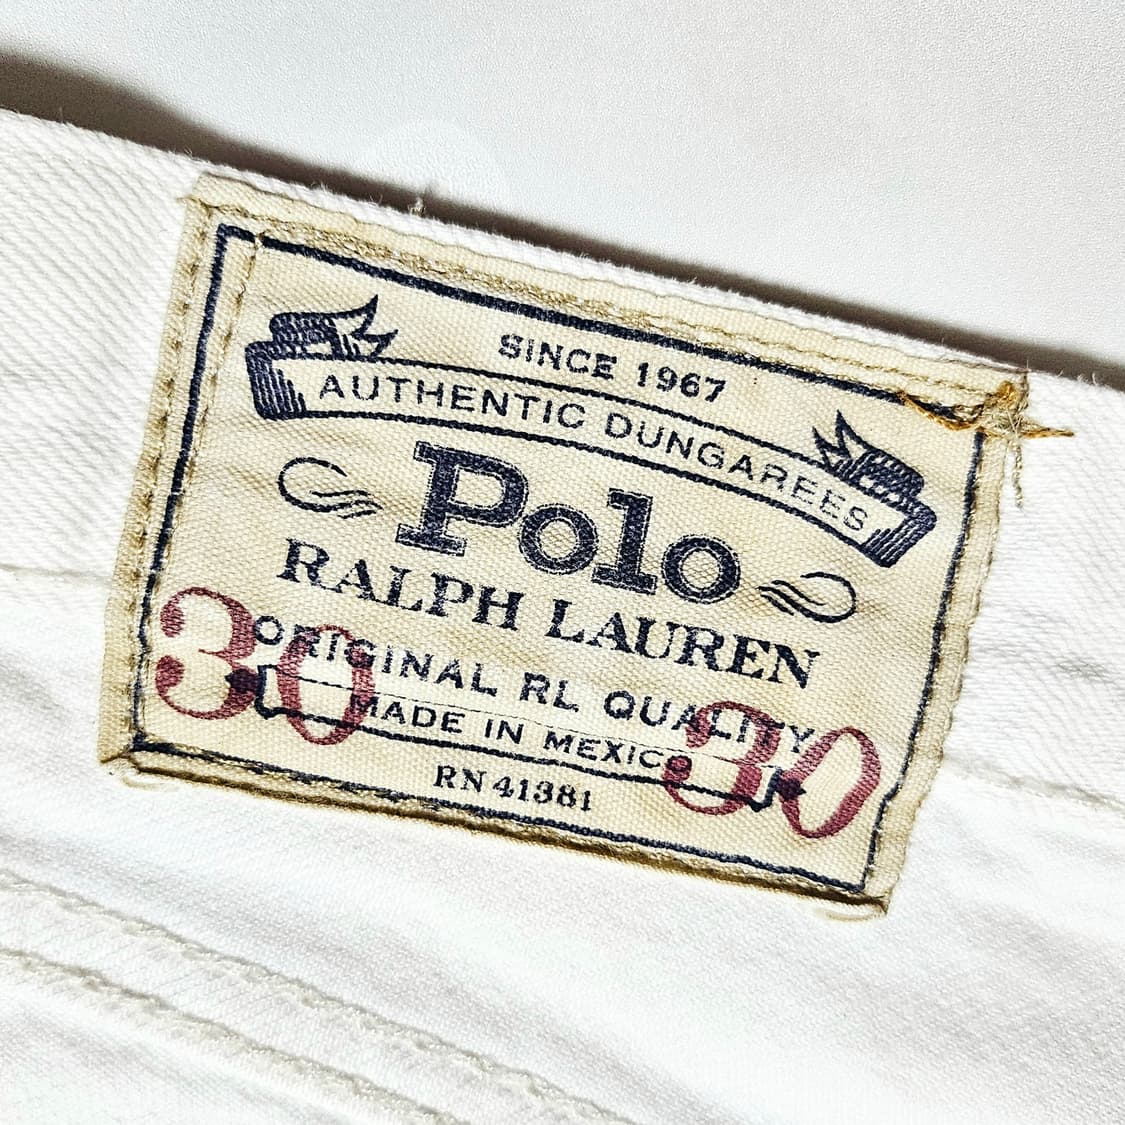 SINCE 1967
AUTHENTIC DUNGAREES
Polo
RALPH LAUREN
ORIGINAL RL QUALITY
30 30
MADE IN MEXICO
RN 41381